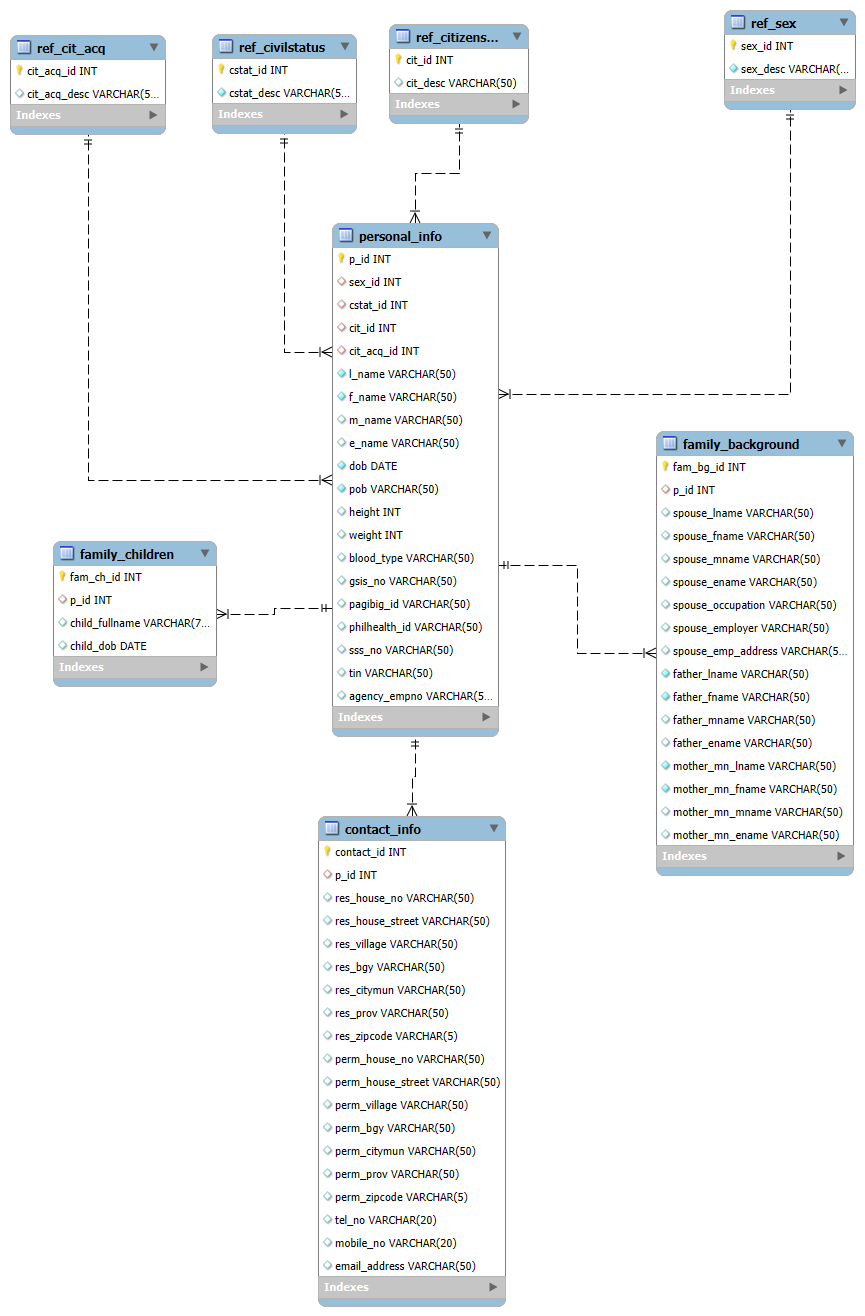 ref_cit_acq
cit_acq_id INT
cit_acq_desc VARCHAR(5...
Indexes
ref_civilstatus
cstat_id INT
cstat_desc VARCHAR(5...
Indexes
ref_citizens...
cit_id INT
cit_desc VARCHAR(50)
Indexes
ref_sex
sex_id INT
sex_desc VARCHAR(...
Indexes
personal_info
p_id INT
sex_id INT
cstat_id INT
cit_id INT
cit_acq_id INT
l_name VARCHAR(50)
f_name VARCHAR(50)
m_name VARCHAR(50)
e_name VARCHAR(50)
dob DATE
pob VARCHAR(50)
height INT
weight INT
blood_type VARCHAR(50)
gsis_no VARCHAR(50)
pagibig_id VARCHAR(50)
philhealth_id VARCHAR(50)
sss_no VARCHAR(50)
tin VARCHAR(50)
agency_empno VARCHAR(5...
Indexes
family_background
fam_bg_id INT
p_id INT
spouse_lname VARCHAR(50)
spouse_fname VARCHAR(50)
spouse_mname VARCHAR(50)
spouse_ename VARCHAR(50)
spouse_occupation VARCHAR(50)
spouse_employer VARCHAR(50)
spouse_emp_address VARCHAR(5...
father_lname VARCHAR(50)
father_fname VARCHAR(50)
father_mname VARCHAR(50)
father_ename VARCHAR(50)
mother_mn_lname VARCHAR(50)
mother_mn_fname VARCHAR(50)
mother_mn_mname VARCHAR(50)
mother_mn_ename VARCHAR(50)
Indexes
family_children
fam_ch_id INT
p_id INT
child_fullname VARCHAR(7...
child_dob DATE
Indexes
contact_info
contact_id INT
p_id INT
res_house_no VARCHAR(50)
res_house_street VARCHAR(50)
res_village VARCHAR(50)
res_bgy VARCHAR(50)
res_citymun VARCHAR(50)
res_prov VARCHAR(50)
res_zipcode VARCHAR(5)
perm_house_no VARCHAR(50)
perm_house_street VARCHAR(50)
perm_village VARCHAR(50)
perm_bgy VARCHAR(50)
perm_citymun VARCHAR(50)
perm_prov VARCHAR(50)
perm_zipcode VARCHAR(5)
tel_no VARCHAR(20)
mobile_no VARCHAR(20)
email_address VARCHAR(50)
Indexes